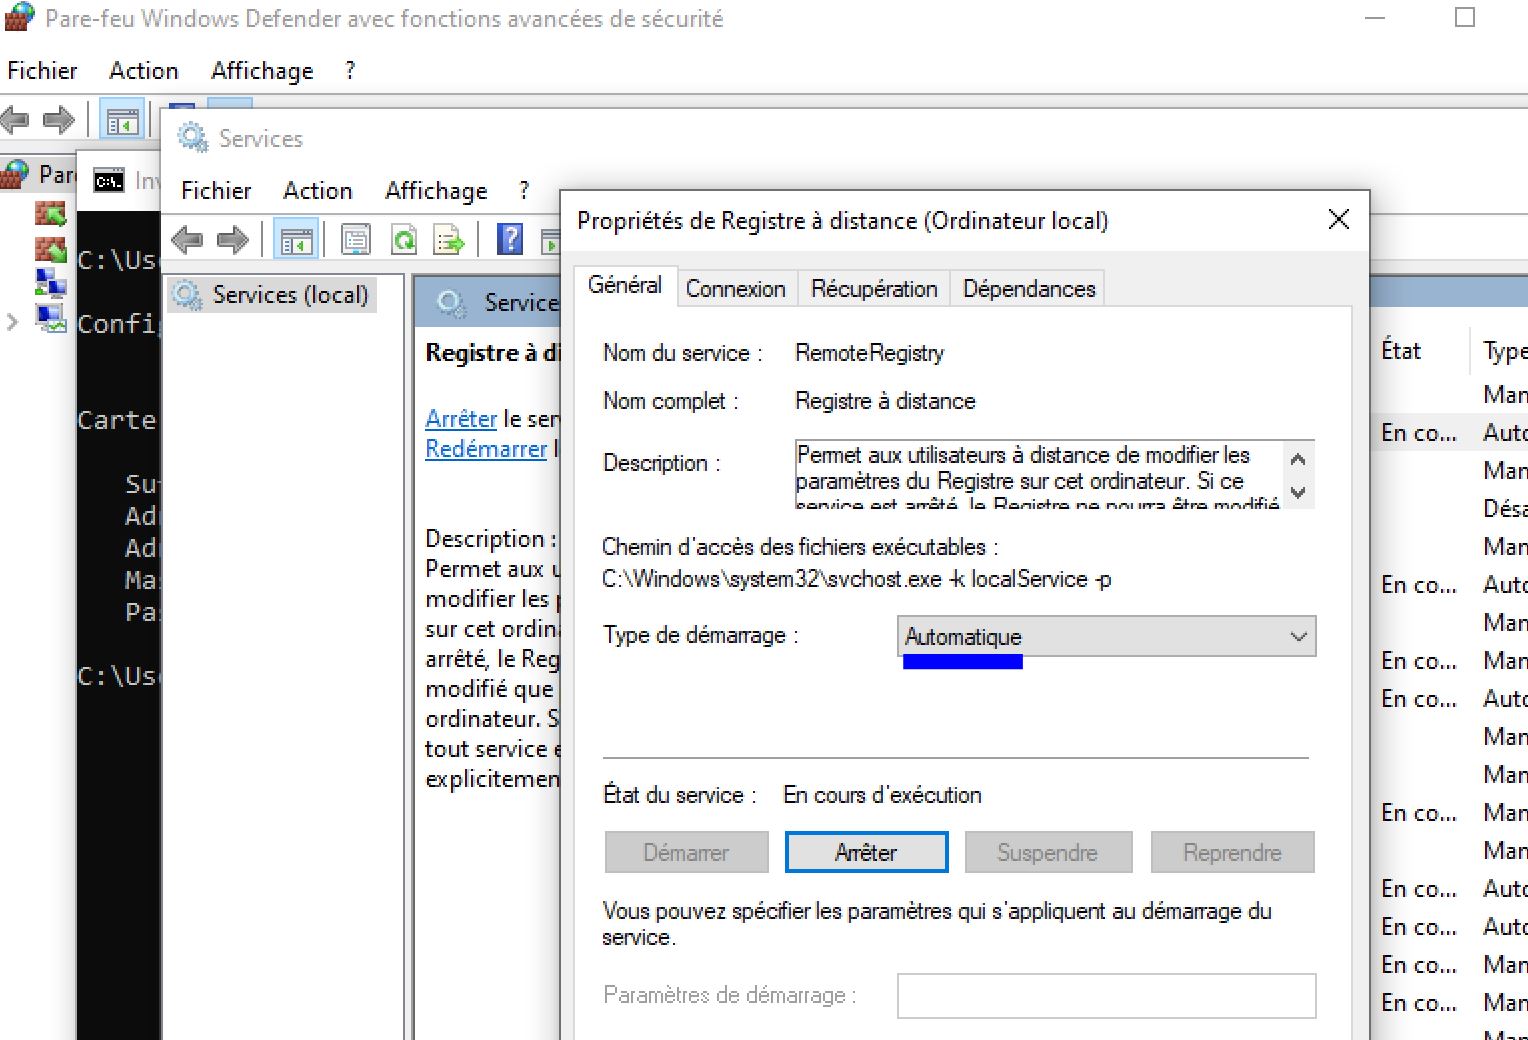 Pare-feu Windows Defender avec fonctions avancées de sécurité
Fichier Action Affichage ?
Services
Fichier Action Affichage ?
C:\Us
Config
Carte
Ad
Ad
C:\Us
Services (local)
Service
Registre à di
Arrêter le ser
Redémarrer l
Description :
Permet aux u
modifier les p
sur cet ordin
arrêté, le Reg
modifié que
ordinateur. S
tout service e
explicitemen
Propriétés de Registre à distance (Ordinateur local)
Général Connexion Récupération Dépendances
Nom du service : RemoteRegistry
Nom complet : Registre à distance
Description : Permet aux utilisateurs à distance de modifier les
paramètres du Registre sur cet ordinateur. Si ce
service est arrêté, le Registre ne pourra être modifié
Chemin d'accès des fichiers exécutables :
C:\Windows\system32\svchost.exe -k localService -p
Type de démarrage : Automatique
État du service : En cours d'exécution
Démarrer Arrêter Suspendre Reprendre
Vous pouvez spécifier les paramètres qui s'appliquent au démarrage du
service.
Paramètres de démarrage :
État Type
Man
En co... Auto
Man
Désa
Man
En co... Auto
Man
En co... Man
En co... Auto
Man
Man
En co... Man
Man
En co... Auto
En co... Auto
En co... Man
En co... Man